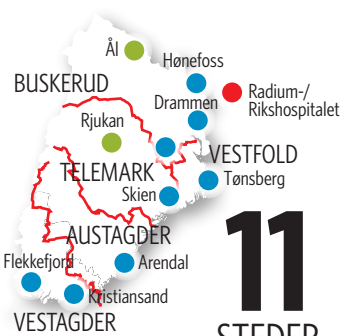 Ål
Hønefoss
BUSKERUD
Radium-/
Rikshospitalet
Drammen
Rjukan
VESTFOLD
TELEMARK
Tønsberg
Skien
11
AUSTAGDER
Flekkefjord
Arendal
Kristiansand
VESTAGDER
STEDER